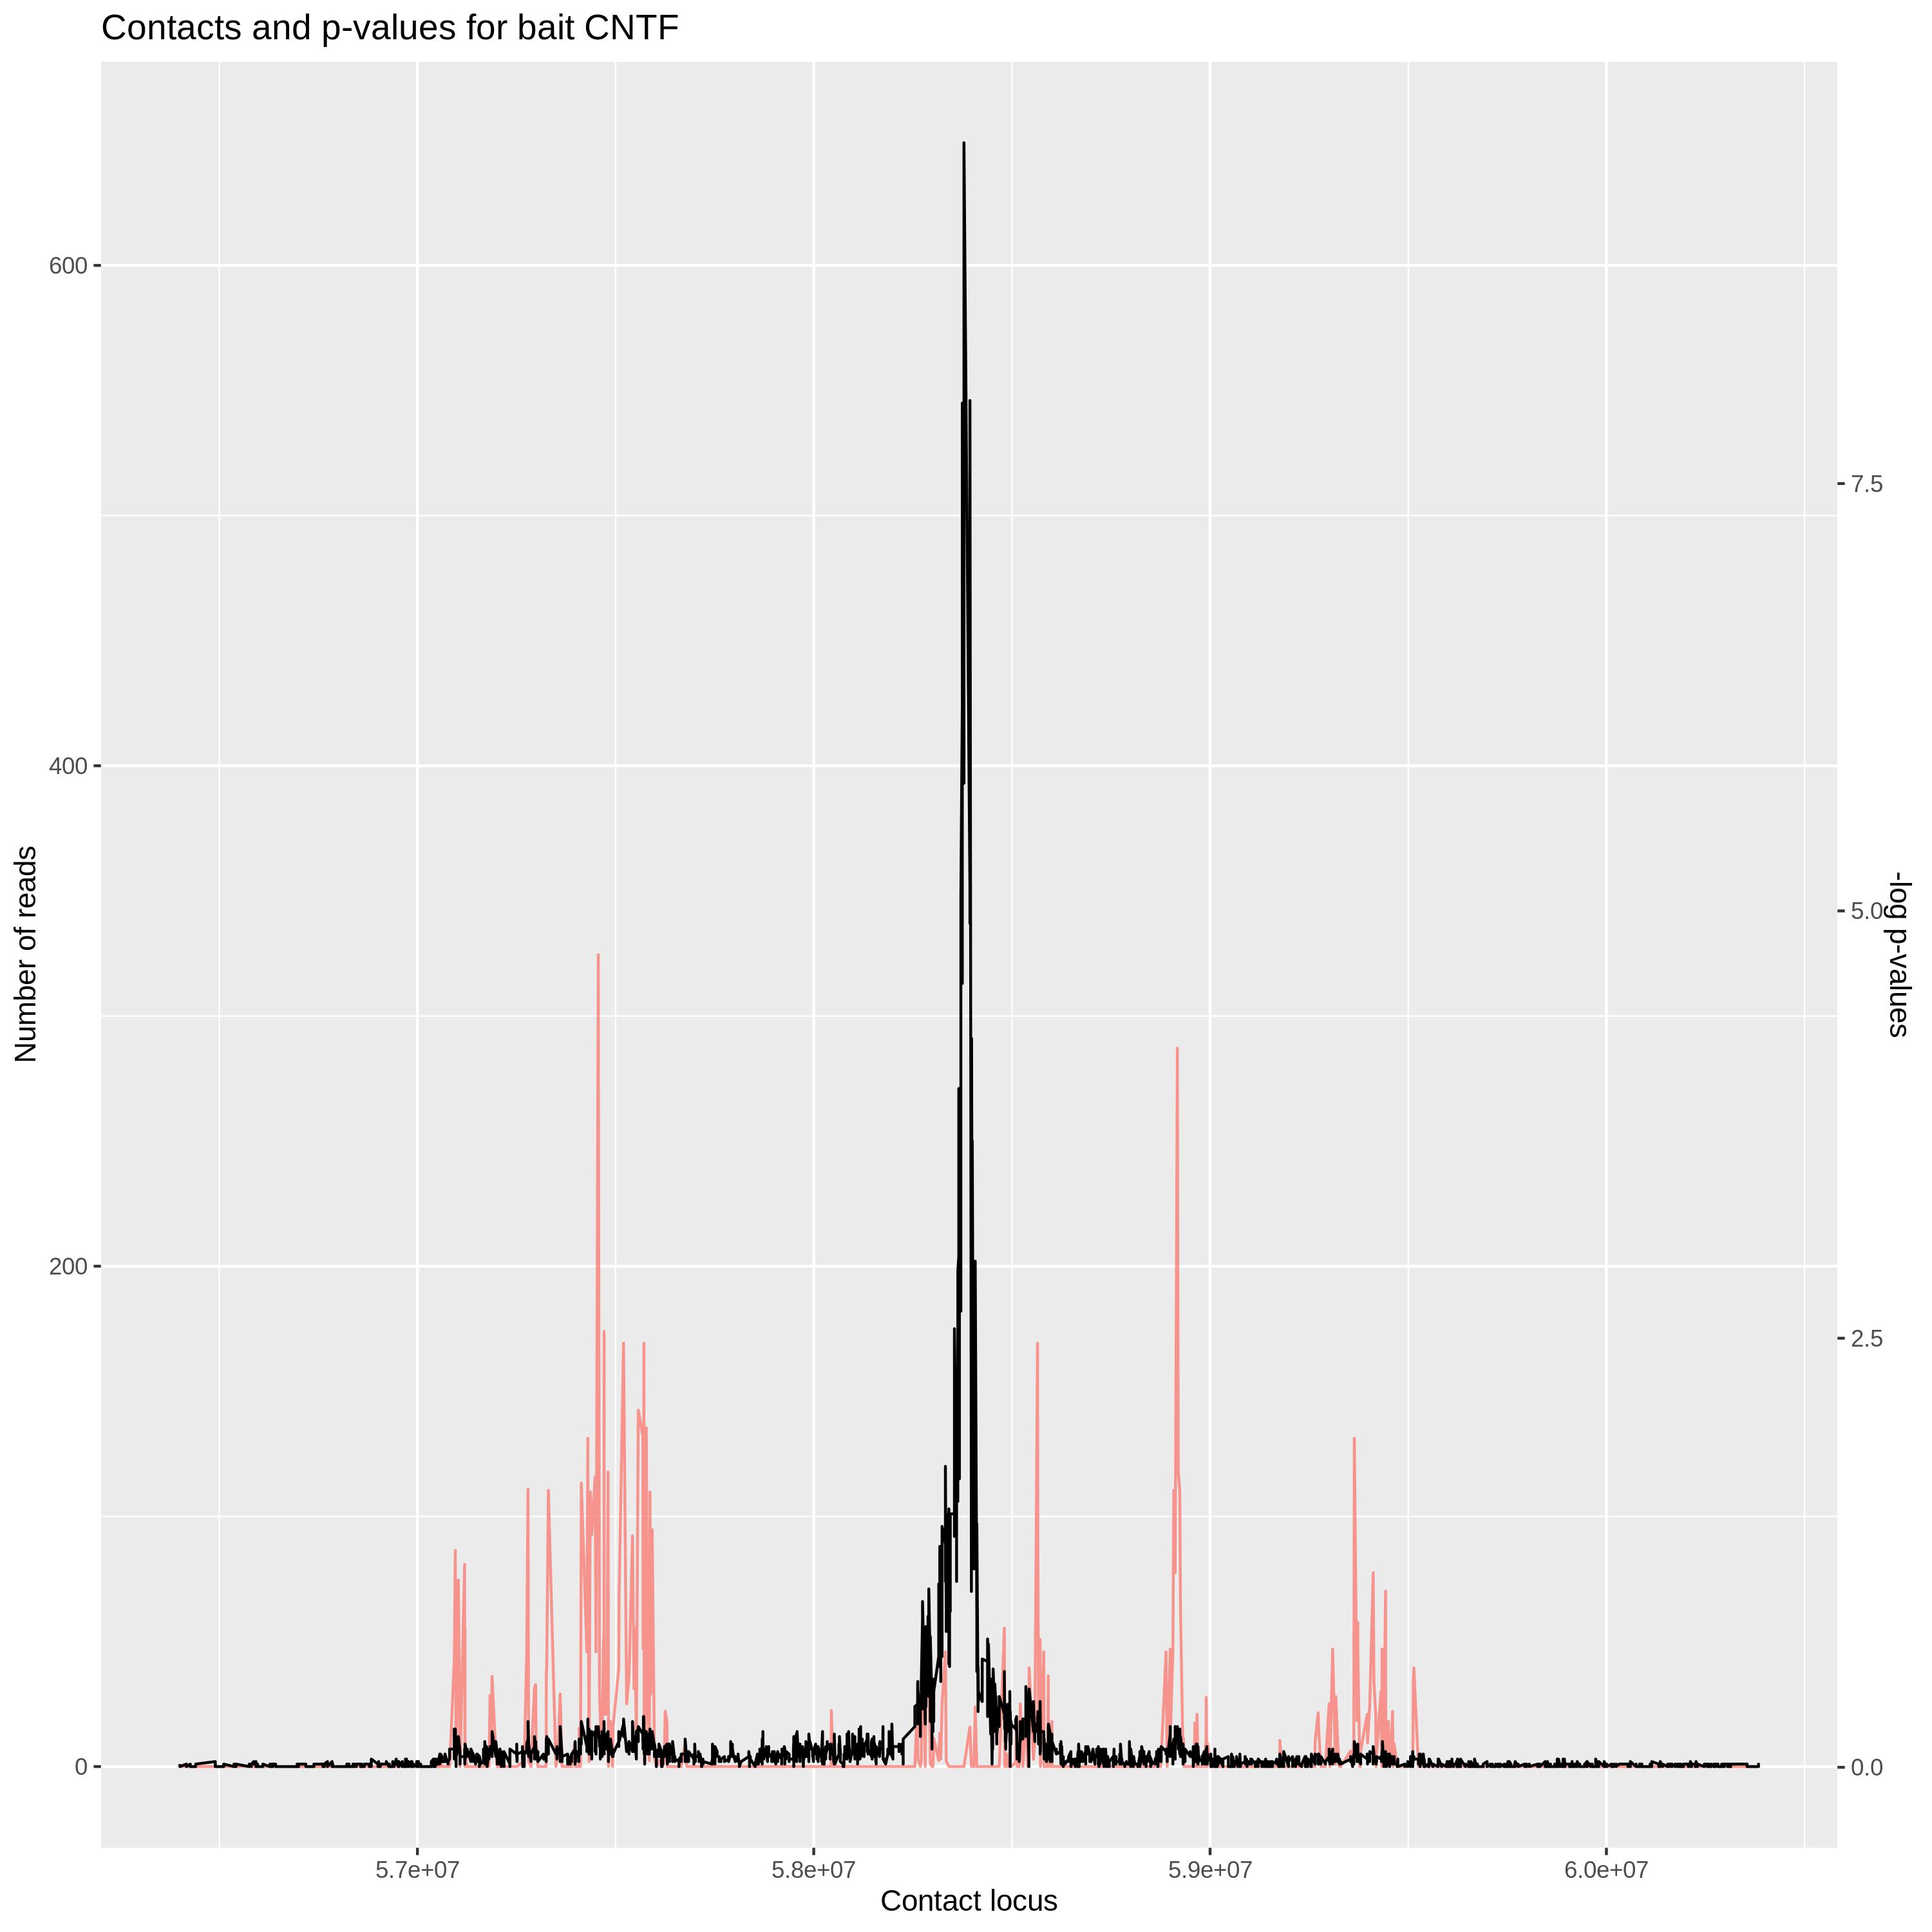 Contacts and p-values for bait CNTF
600
400
200
0
Number of reads
7.5
5.0
2.5
0.0
-log p-values
5.7e+07
5.8e+07
5.9e+07
6.0e+07
Contact locus